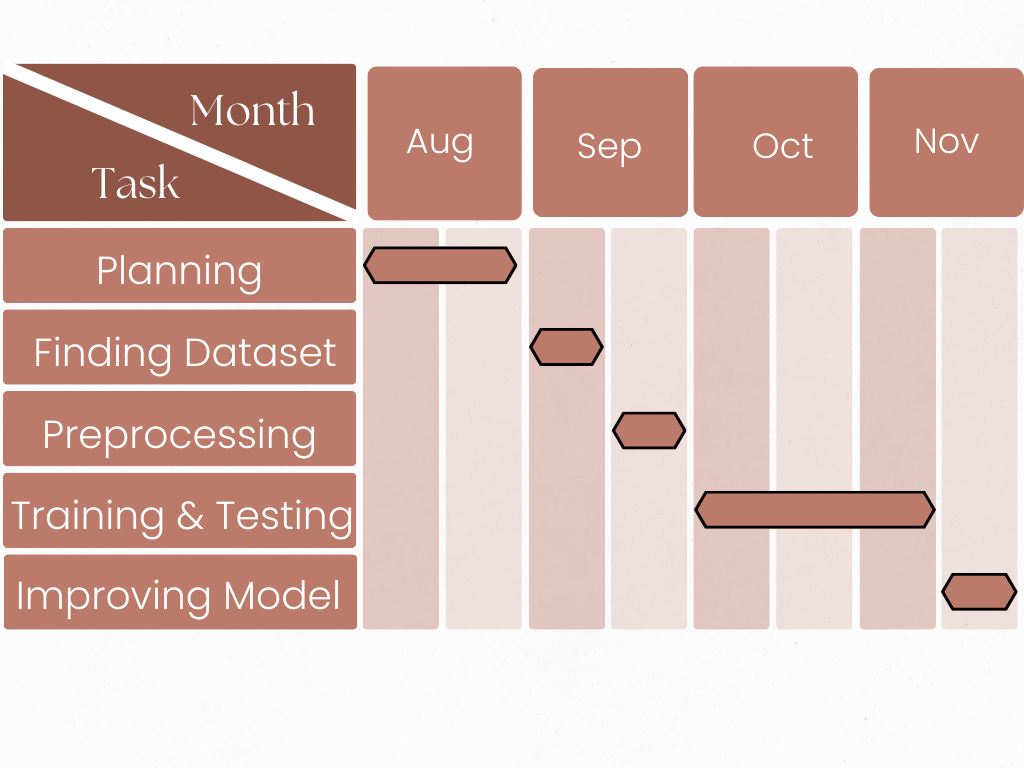 Month
Task
Aug
Sep
Oct
Nov
Planning
Finding Dataset
Preprocessing
Training & Testing
Improving Model